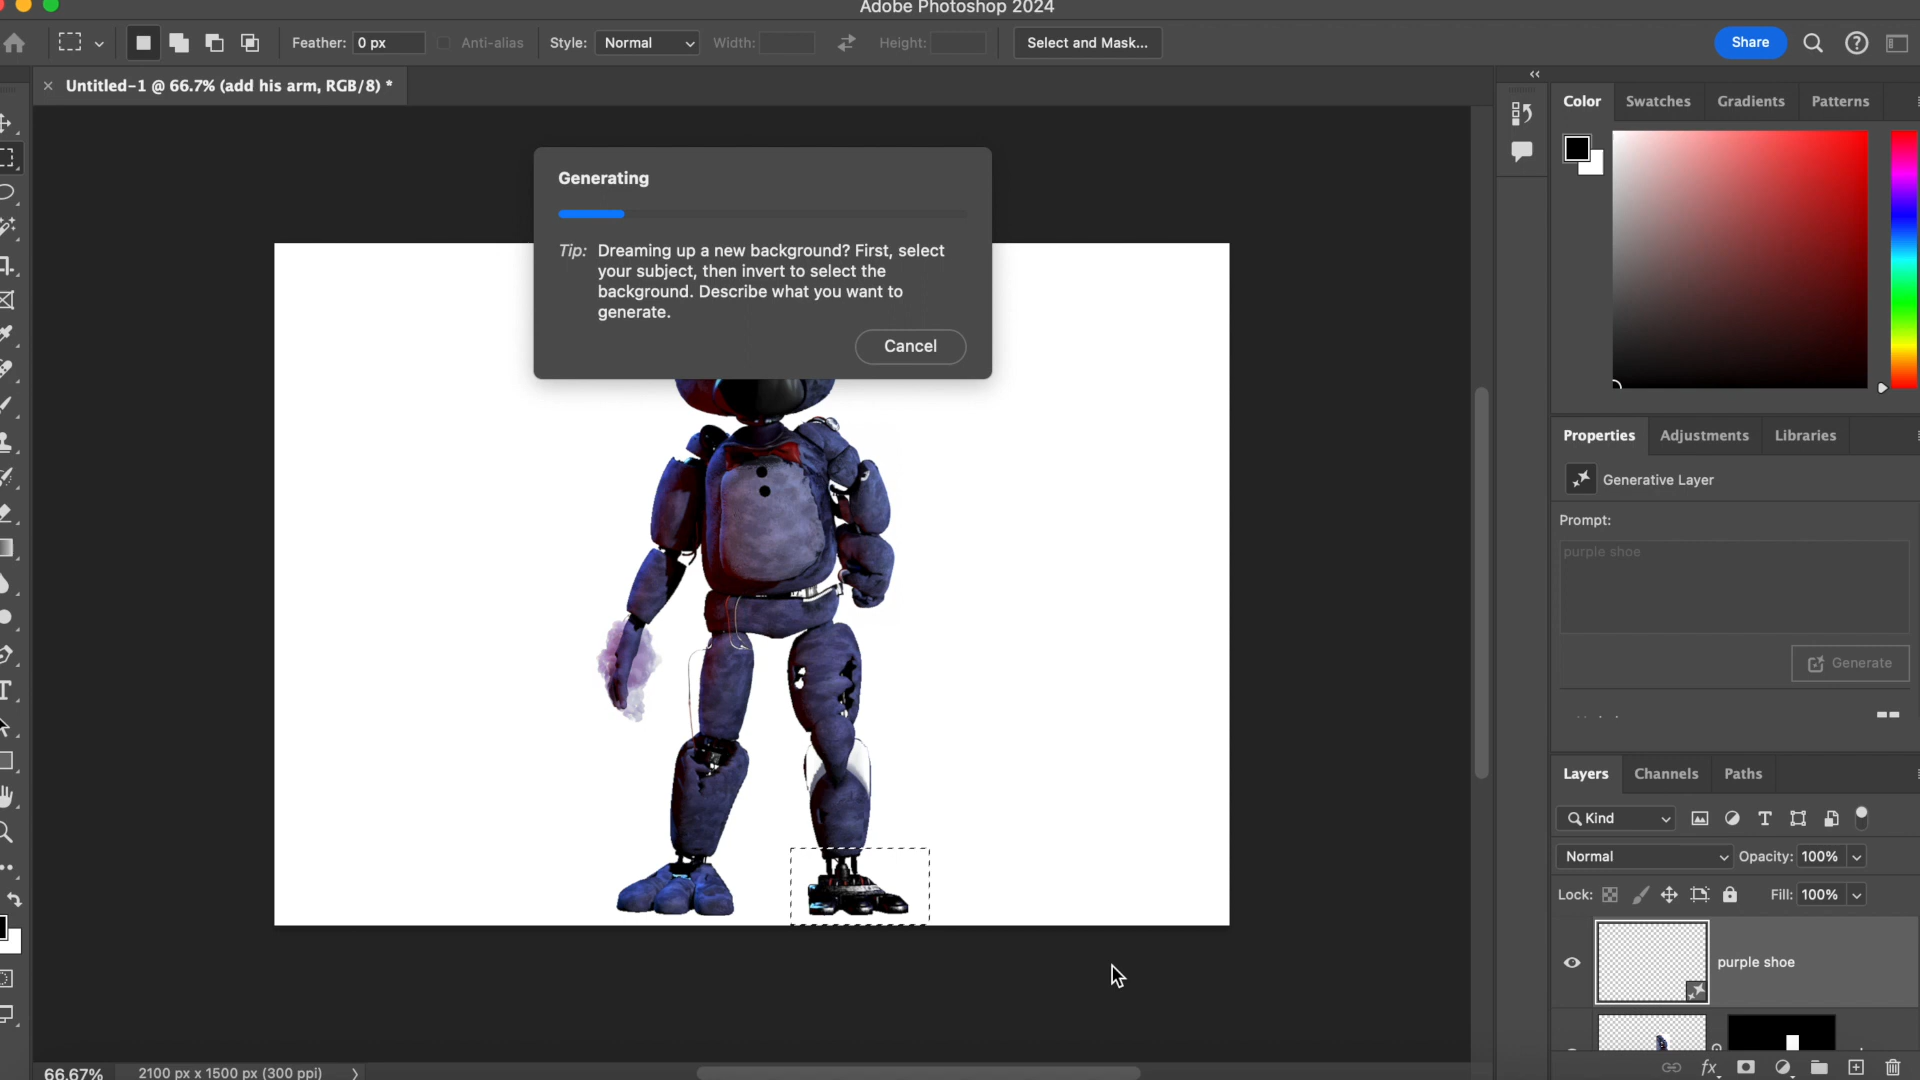 Adobe Photoshop 2024
Feather: 0 px Anti-alias Style: Normal Width: Height: Select and Mask... Share
Untitled-1 @ 66.7% (add his arm, RGB/8) *
Color Swatches Gradients Patterns
Generating
Tip: Dreaming up a new background? First, select
your subject, then invert to select the
background. Describe what you want to
generate.
Cancel
Properties Adjustments Libraries
Generative Layer
Prompt:
purple shoe
Generate
Layers Channels Paths
Kind
Normal Opacity: 100%
Lock: Fill: 100%
purple shoe
fx
66.67% 2100 px x 1500 px (300 ppi)